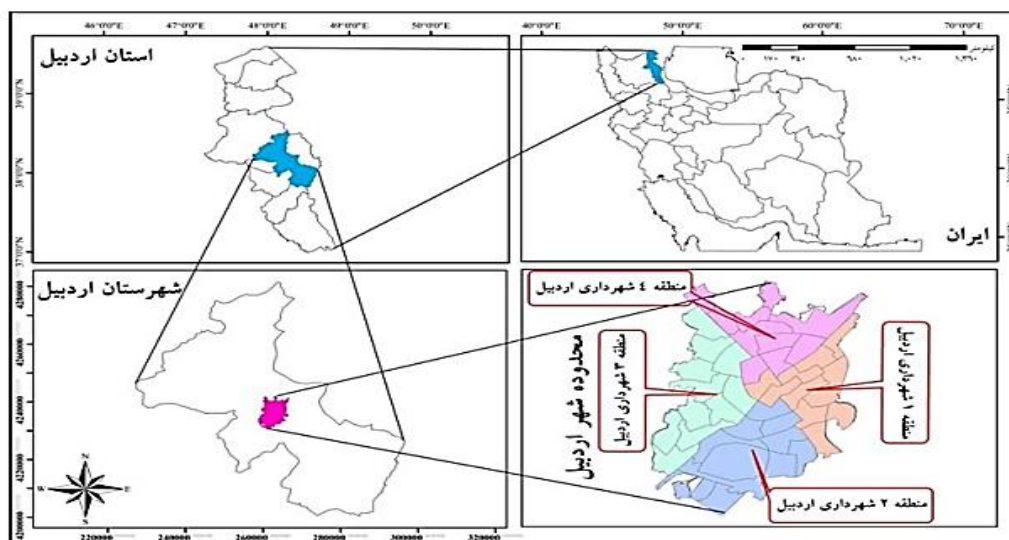 46°0'0"E 47°0'0"E 48°0'0"E 49°0'0"E 50°0'0"E
40°0'0"E 50°0'0"E 60°0'0"E 70°0'0"E
استان اردبیل
39°0'0"N
38°0'0"N
37°0'0"N
کیلومتر
ایران
شهرستان اردبیل
4280000
4260000
4240000
4220000
4200000
N
W E
S
220000 240000 260000 280000 300000 320000
منطقه ٤ شهرداری اردبیل
محدوده شهر اردبیل
منطقه ۳ شهرداری اردبیل
منطقه ۱ شهرداری اردبیل
منطقه ۲ شهرداری اردبیل